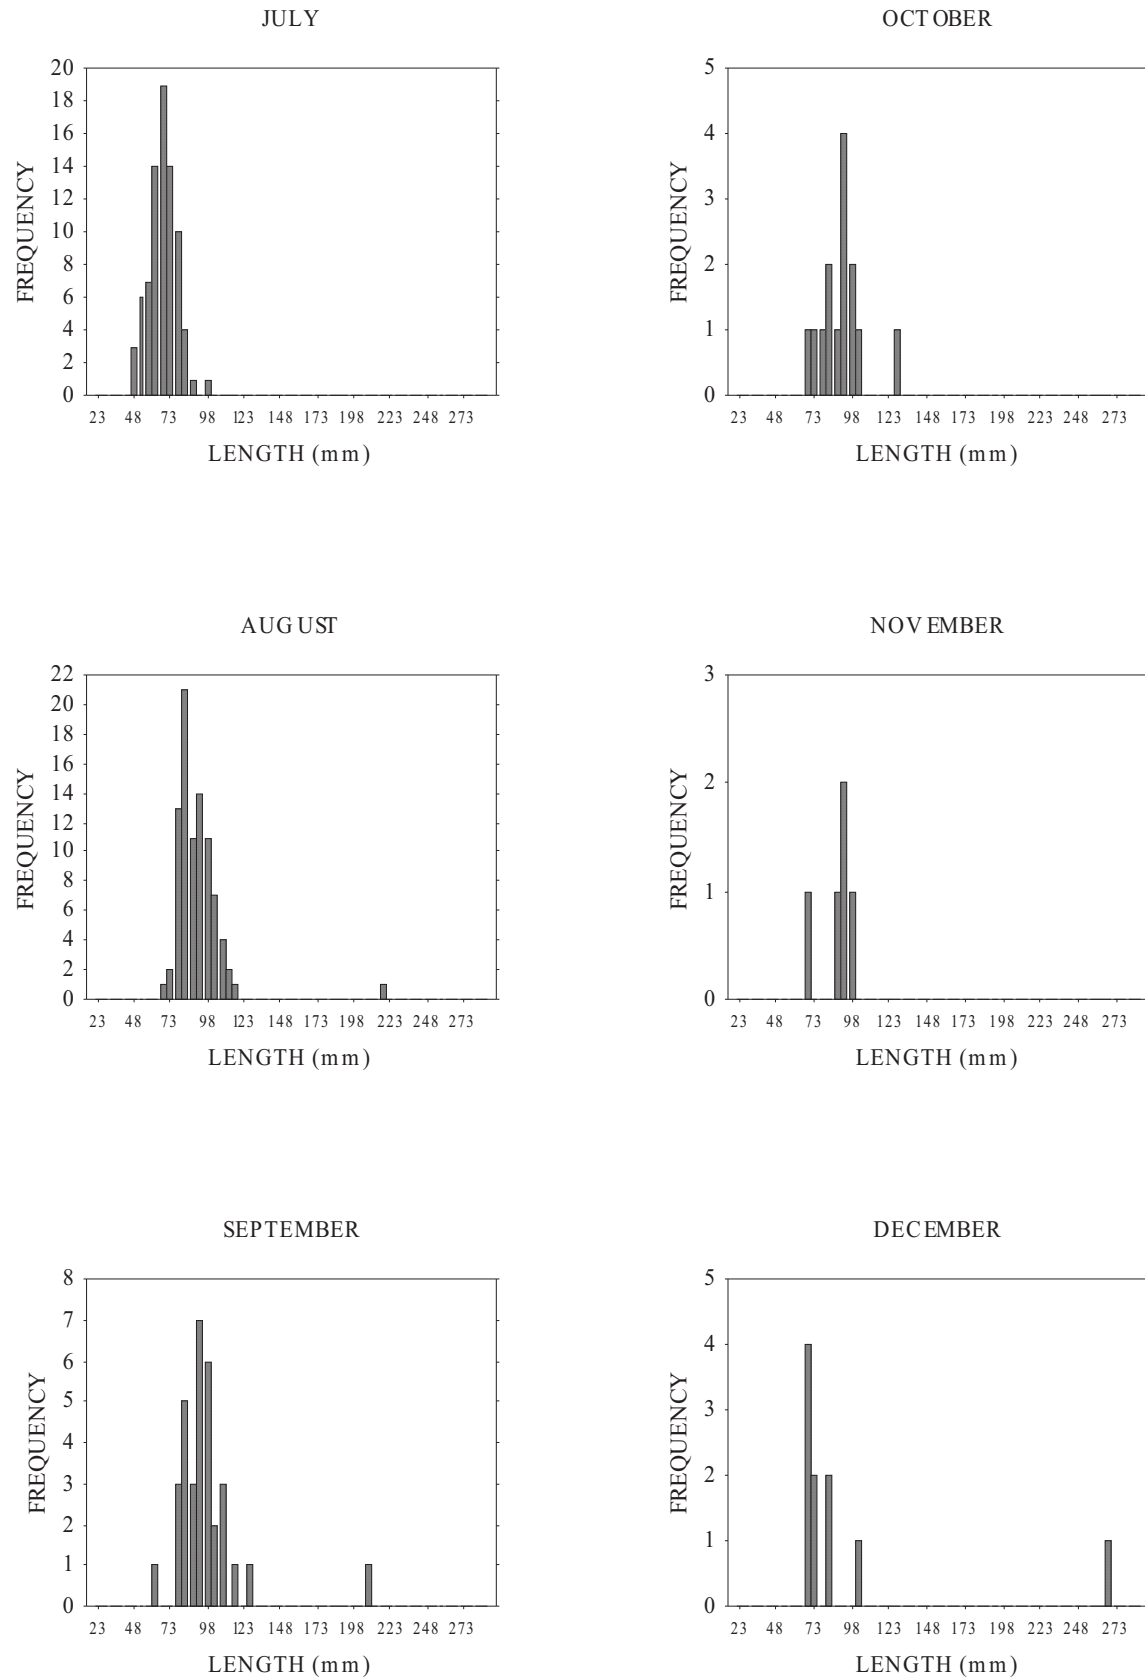 JULY
20
18
16
14
12
10
8
6
4
2
0
FREQUENCY
23 48 73 98 123 148 173 198 223 248 273
LENGTH (mm)
OCTOBER
5
4
3
2
1
0
FREQUENCY
23 48 73 98 123 148 173 198 223 248 273
LENGTH (mm)
AUGUST
22
20
18
16
14
12
10
8
6
4
2
0
FREQUENCY
23 48 73 98 123 148 173 198 223 248 273
LENGTH (mm)
NOVEMBER
3
2
1
0
FREQUENCY
23 48 73 98 123 148 173 198 223 248 273
LENGTH (mm)
SEPTEMBER
8
7
6
5
4
3
2
1
0
FREQUENCY
23 48 73 98 123 148 173 198 223 248 273
LENGTH (mm)
DECEMBER
5
4
3
2
1
0
FREQUENCY
23 48 73 98 123 148 173 198 223 248 273
LENGTH (mm)